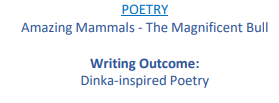 POETRY
Amazing Mammals - The Magnificent Bull
Writing Outcome:
Dinka-inspired Poetry